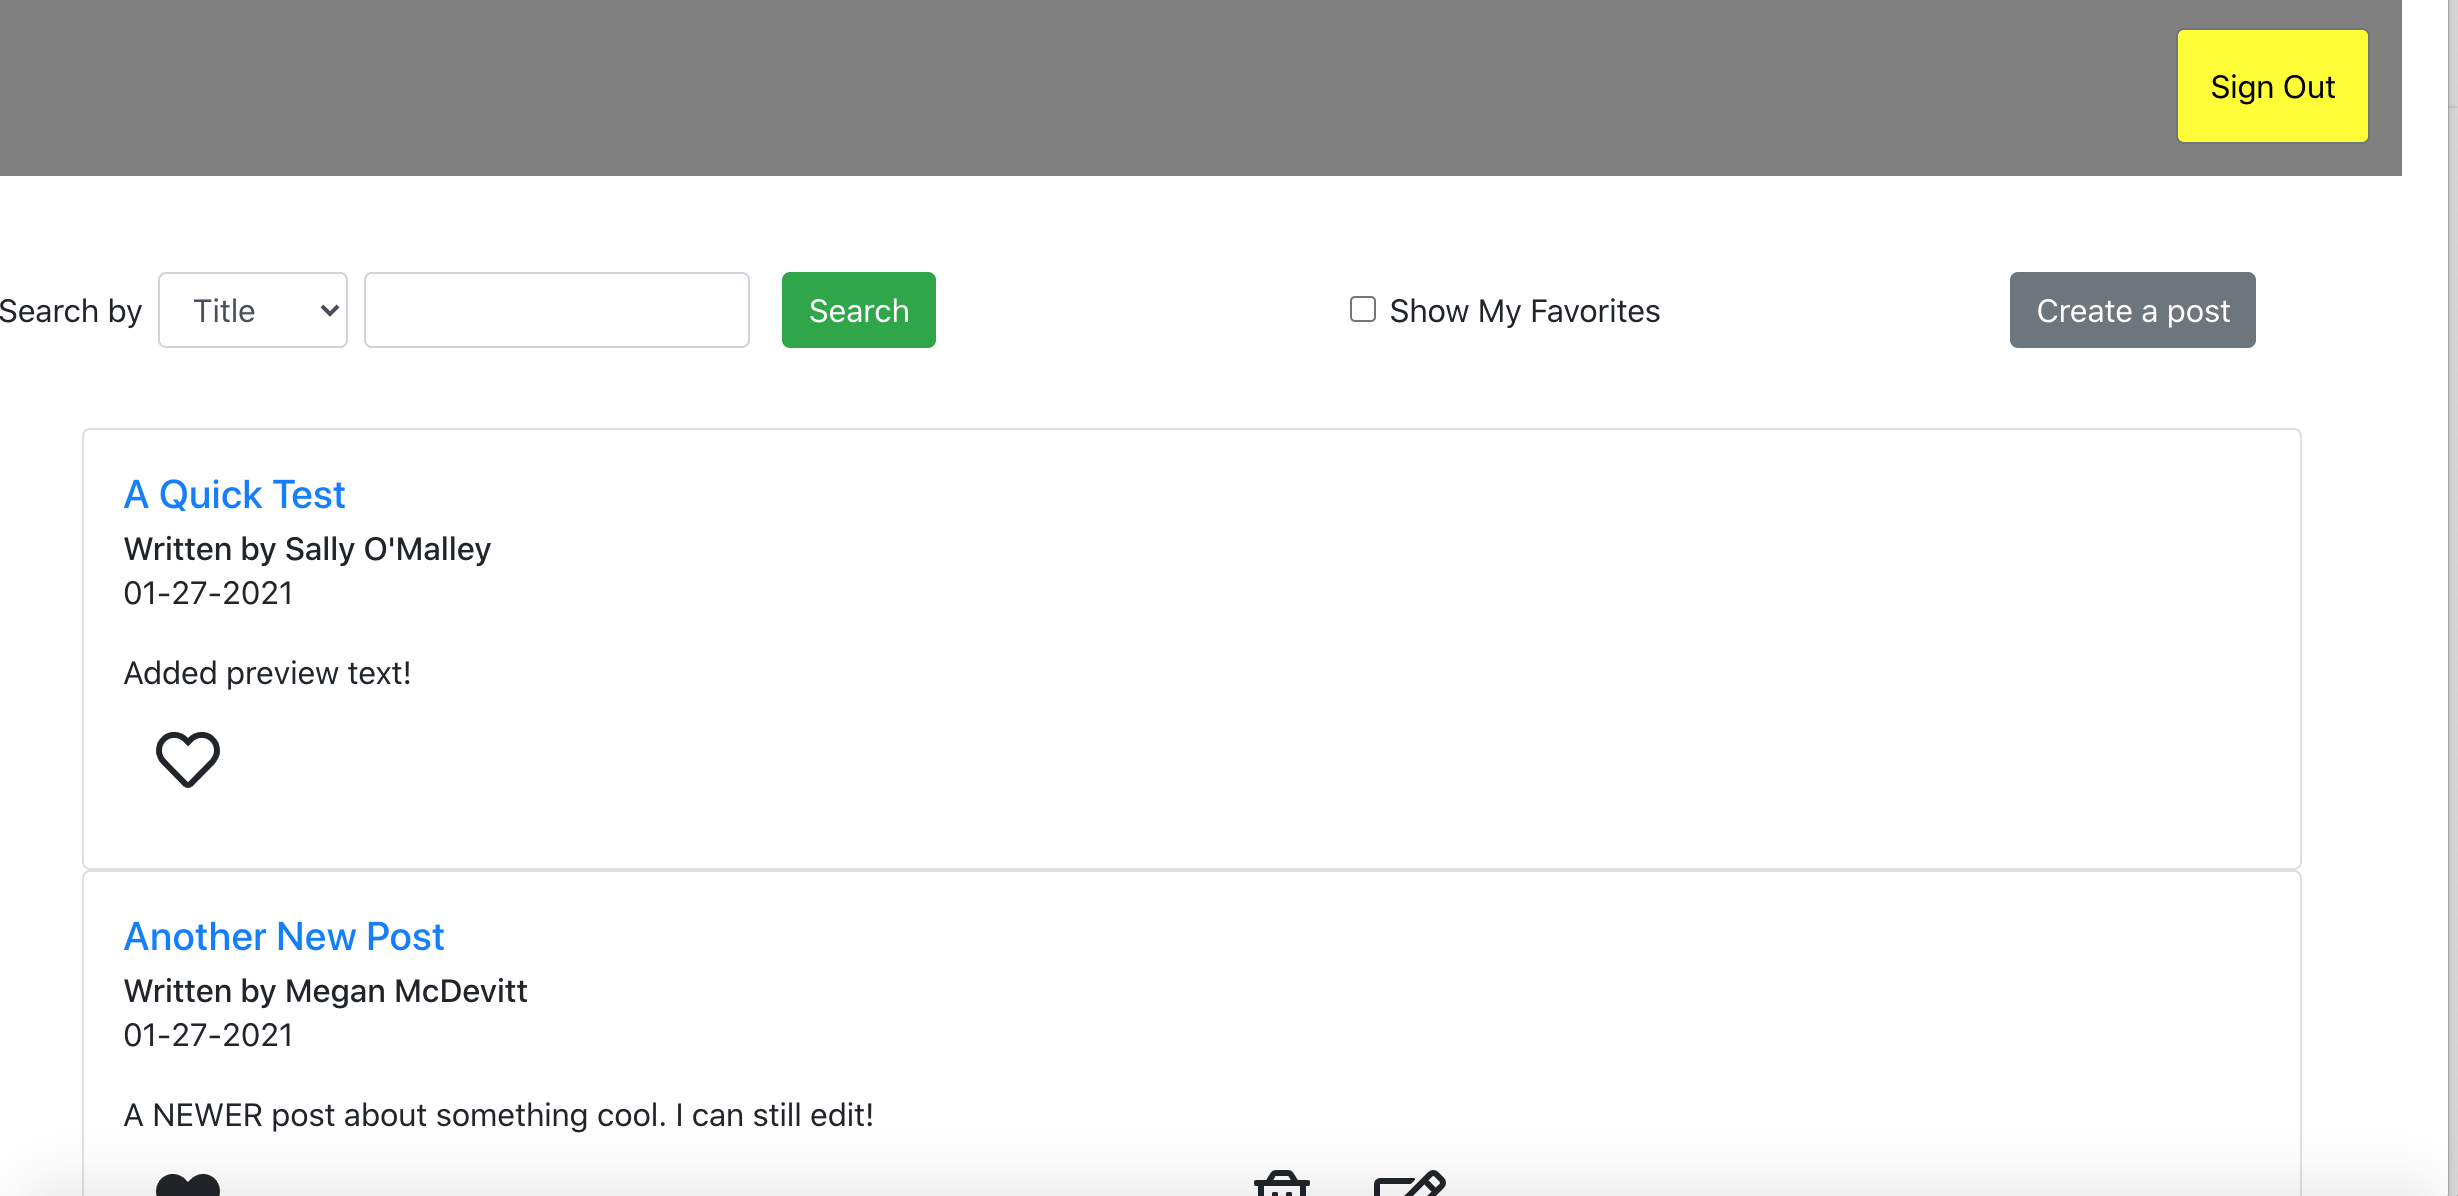 Sign Out
Search by Title Search Show My Favorites Create a post
A Quick Test
Written by Sally O'Malley
01-27-2021
Added preview text!
Another New Post
Written by Megan McDevitt
01-27-2021
A NEWER post about something cool. I can still edit!